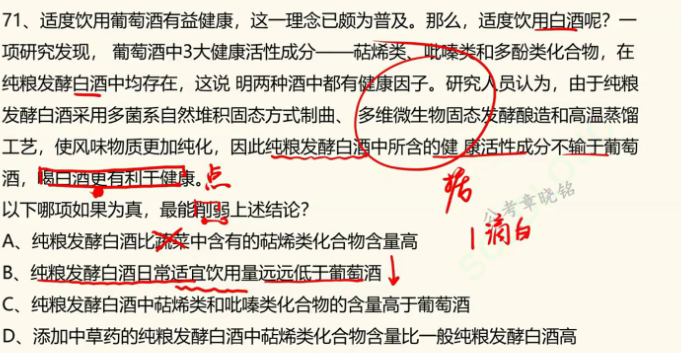 71、适度饮用葡萄酒有益健康，这一理念已颇为普及。那么，适度饮用白酒呢？一
项研究发现， 葡萄酒中3大健康活性成分——萜烯类、吡嗪类和多酚类化合物，在
纯粮发酵白酒中均存在，这说 明两种酒中都有健康因子。研究人员认为，由于纯粮
发酵白酒采用多菌系自然堆积固态方式制曲、 多维微生物固态发酵酿造和高温蒸馏
工艺，使风味物质更加纯化，因此纯粮发酵白酒中所含的健 康活性成分不输于葡萄
酒，喝白酒更有利于健康。
点
以下哪项如果为真，最能削弱上述结论？
A、纯粮发酵白酒比蔬菜中含有的萜烯类化合物含量高
1滴白
公考章晓铭
B、纯粮发酵白酒日常适宜饮用量远远低于葡萄酒
C、纯粮发酵白酒中萜烯类和吡嗪类化合物的含量高于葡萄酒
D、添加中草药的纯粮发酵白酒中萜烯类化合物含量比一般纯粮发酵白酒高